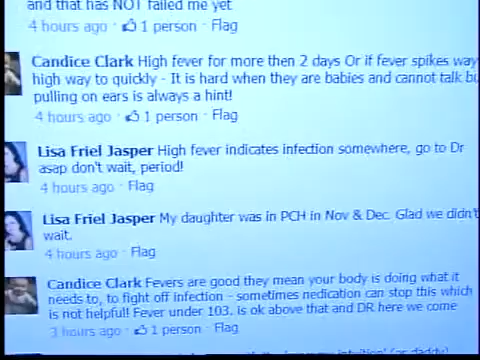 and that has NOT failed me yet
4 hours ago · 1 person · Flag
Candice Clark High fever for more then 2 days Or if fever spikes way
high way to quickly - It is hard when they are babies and cannot talk bu
pulling on ears is always a hint!
4 hours ago · 1 person · Flag
Lisa Friel Jasper High fever indicates infection somewhere, go to Dr
asap don't wait, period!
4 hours ago · Flag
Lisa Friel Jasper My daughter was in PCH in Nov & Dec. Glad we didn't
wait.
4 hours ago · Flag
Candice Clark Fevers are good they mean your body is doing what it
needs to, to fight off infection - sometimes nedication can stop this which
is not helpful! Fever under 103. is ok above that and DR here we come
3 hours ago · 1 person · Flag